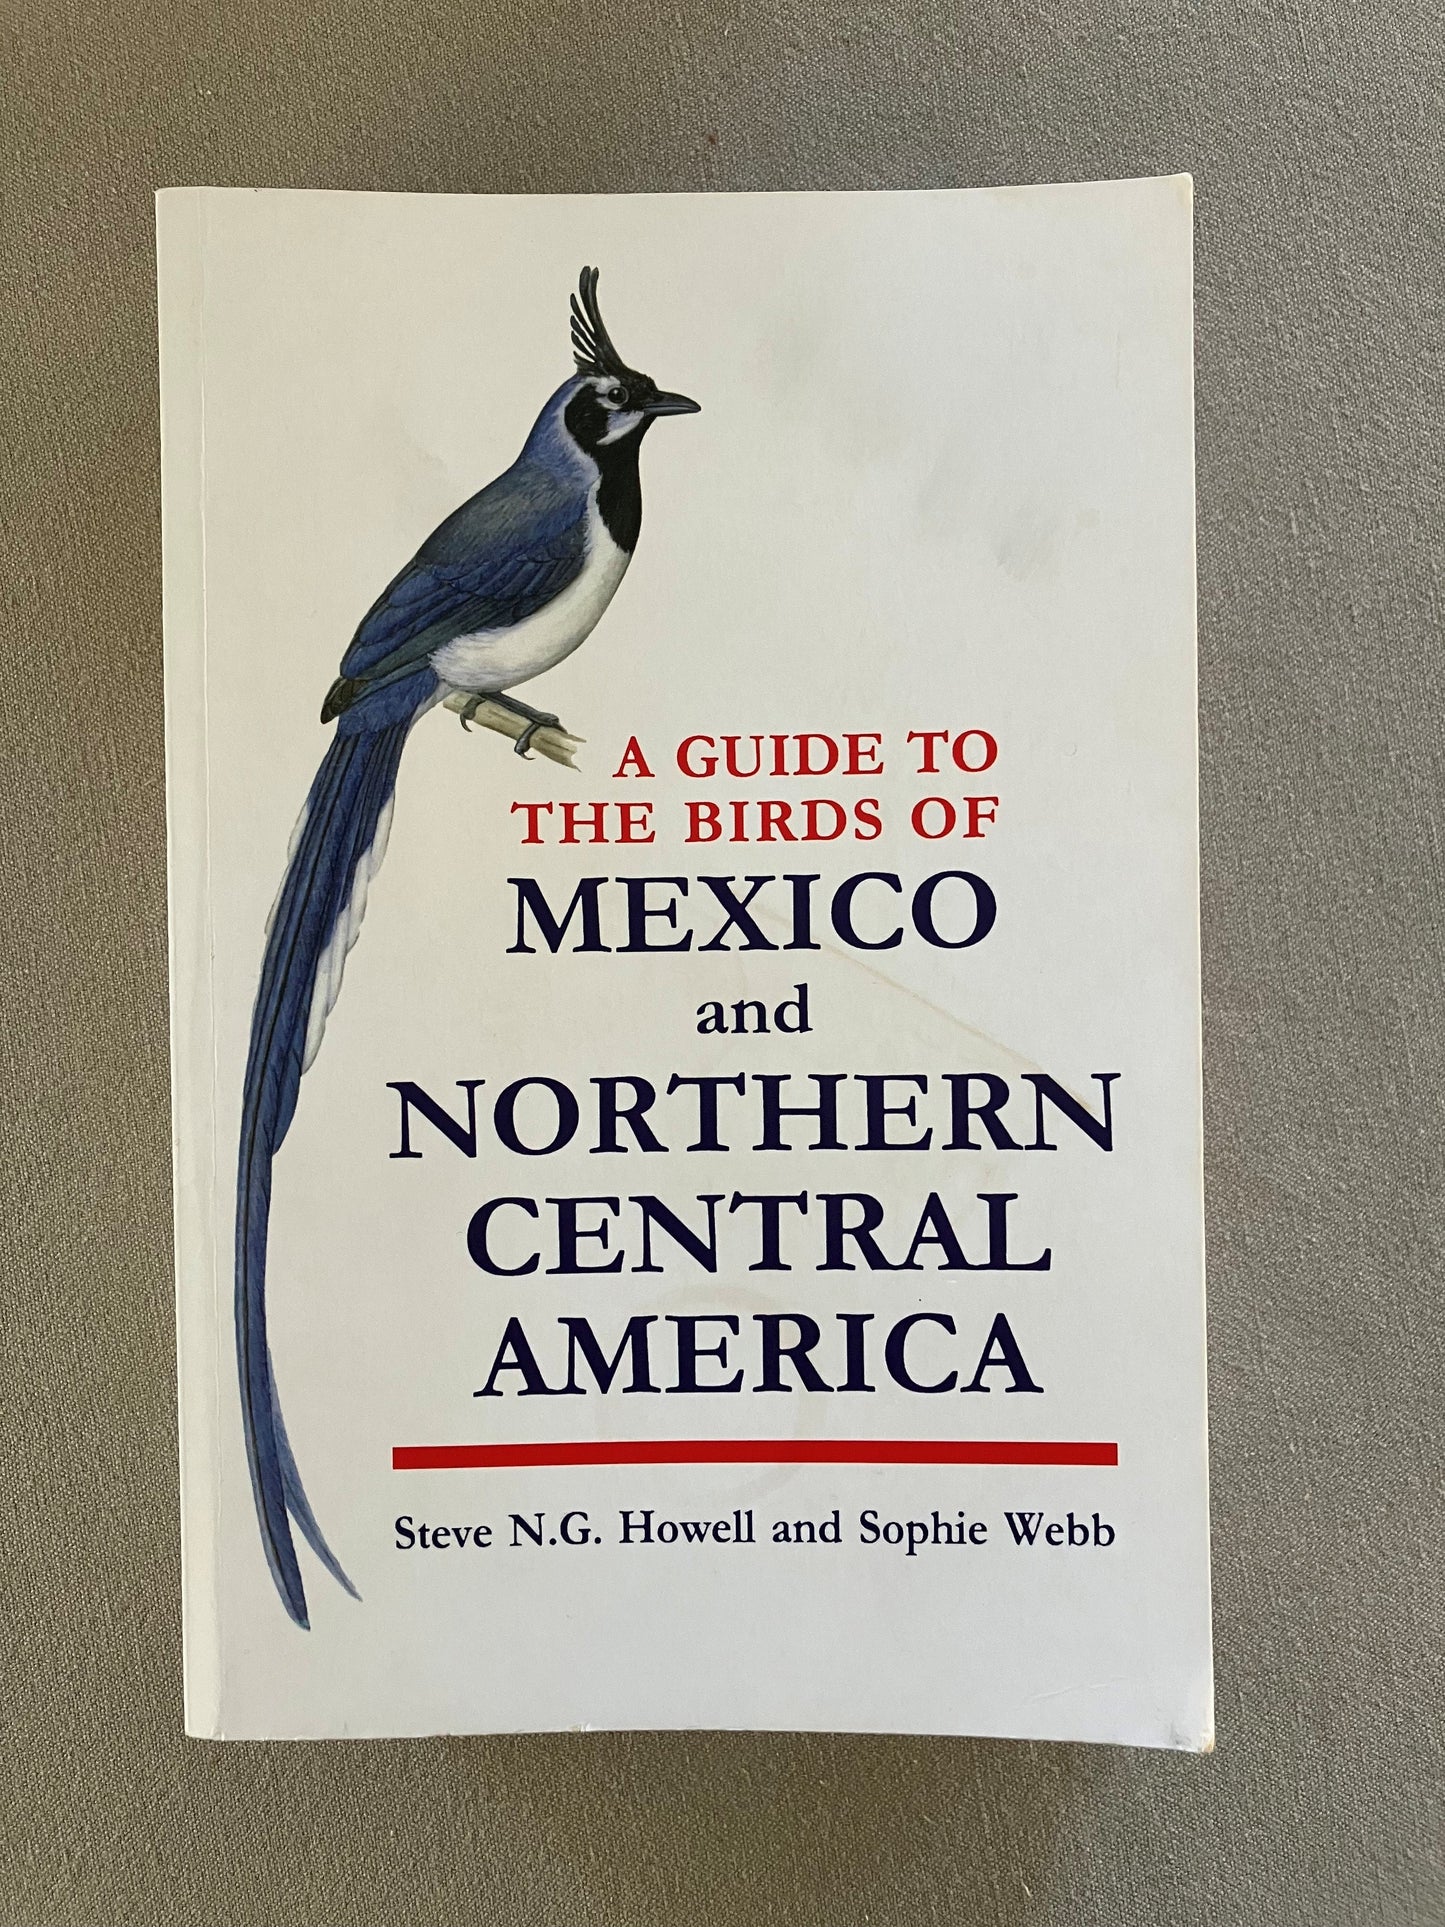 A GUIDE TO
THE BIRDS OF
MEXICO
and
NORTHERN
CENTRAL
AMERICA
Steve N.G. Howell and Sophie Webb